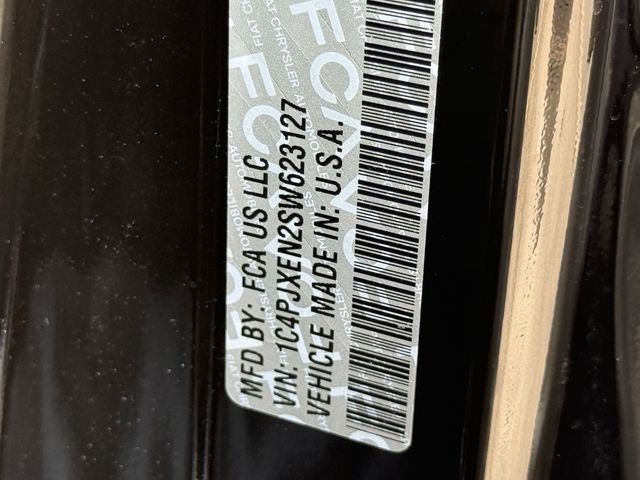 MFD BY: FCA US LLC
VIN: 1C4PJXEN2SW623127
VEHICLE MADE IN: U.S.A.